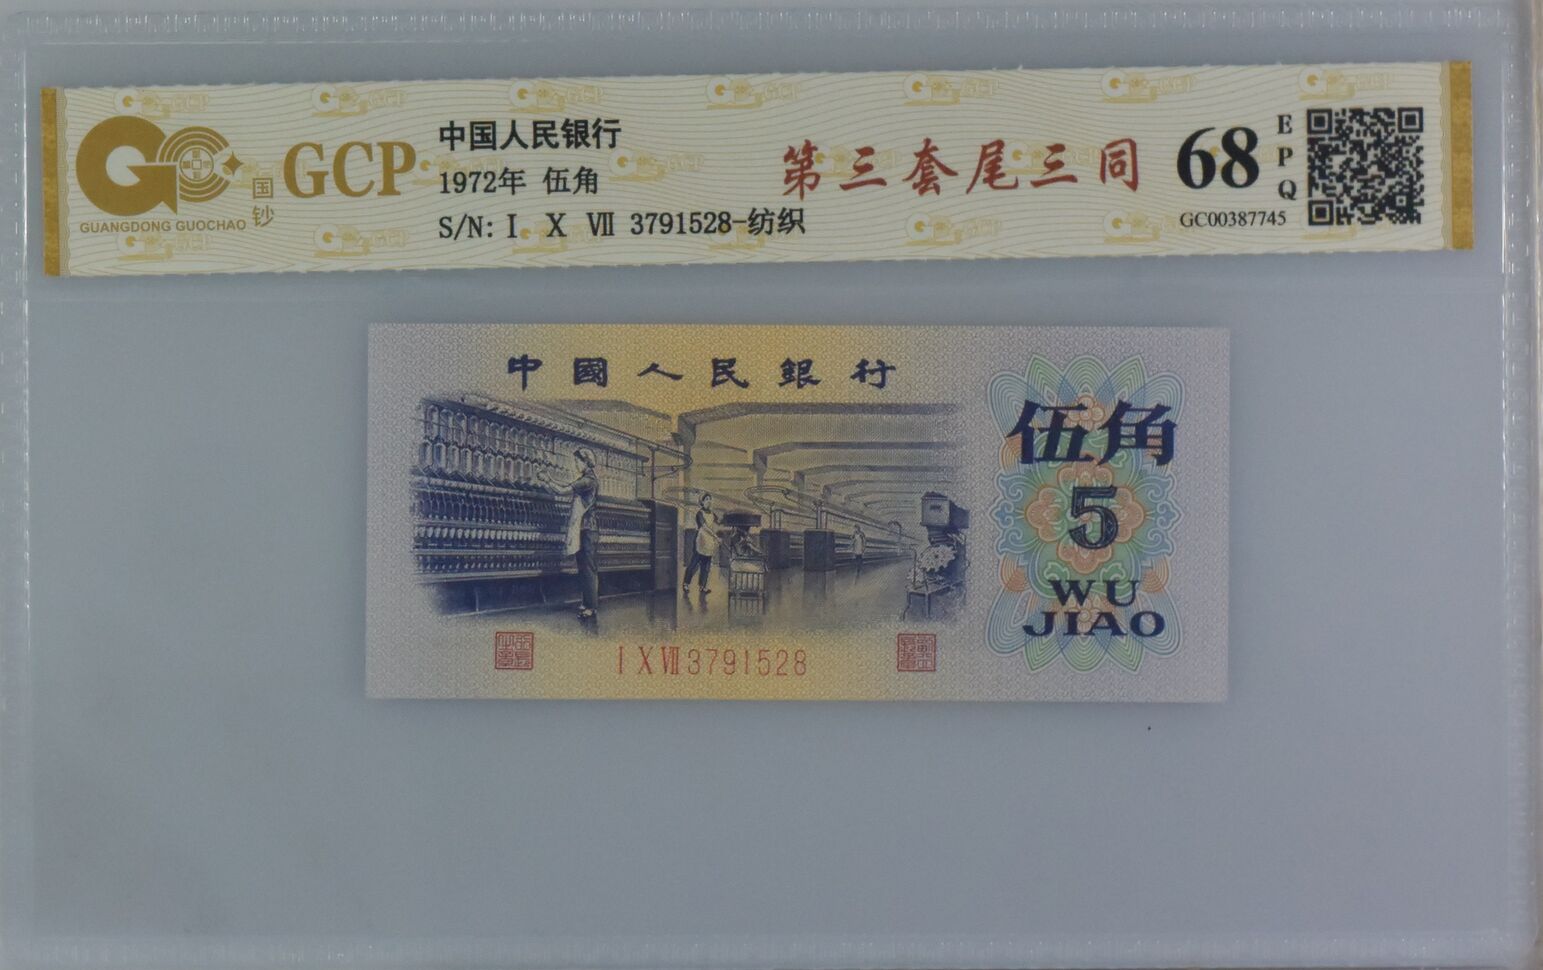 GCP
国钞
GUANGDONG GUOCHAO
中国人民银行
1972年 伍角
S/N: I X VII 3791528-纺织
第三套尾三同
68
EPQ
GC00387745
中國人民銀行
伍角
5
WU
JIAO
I X VII 3791528